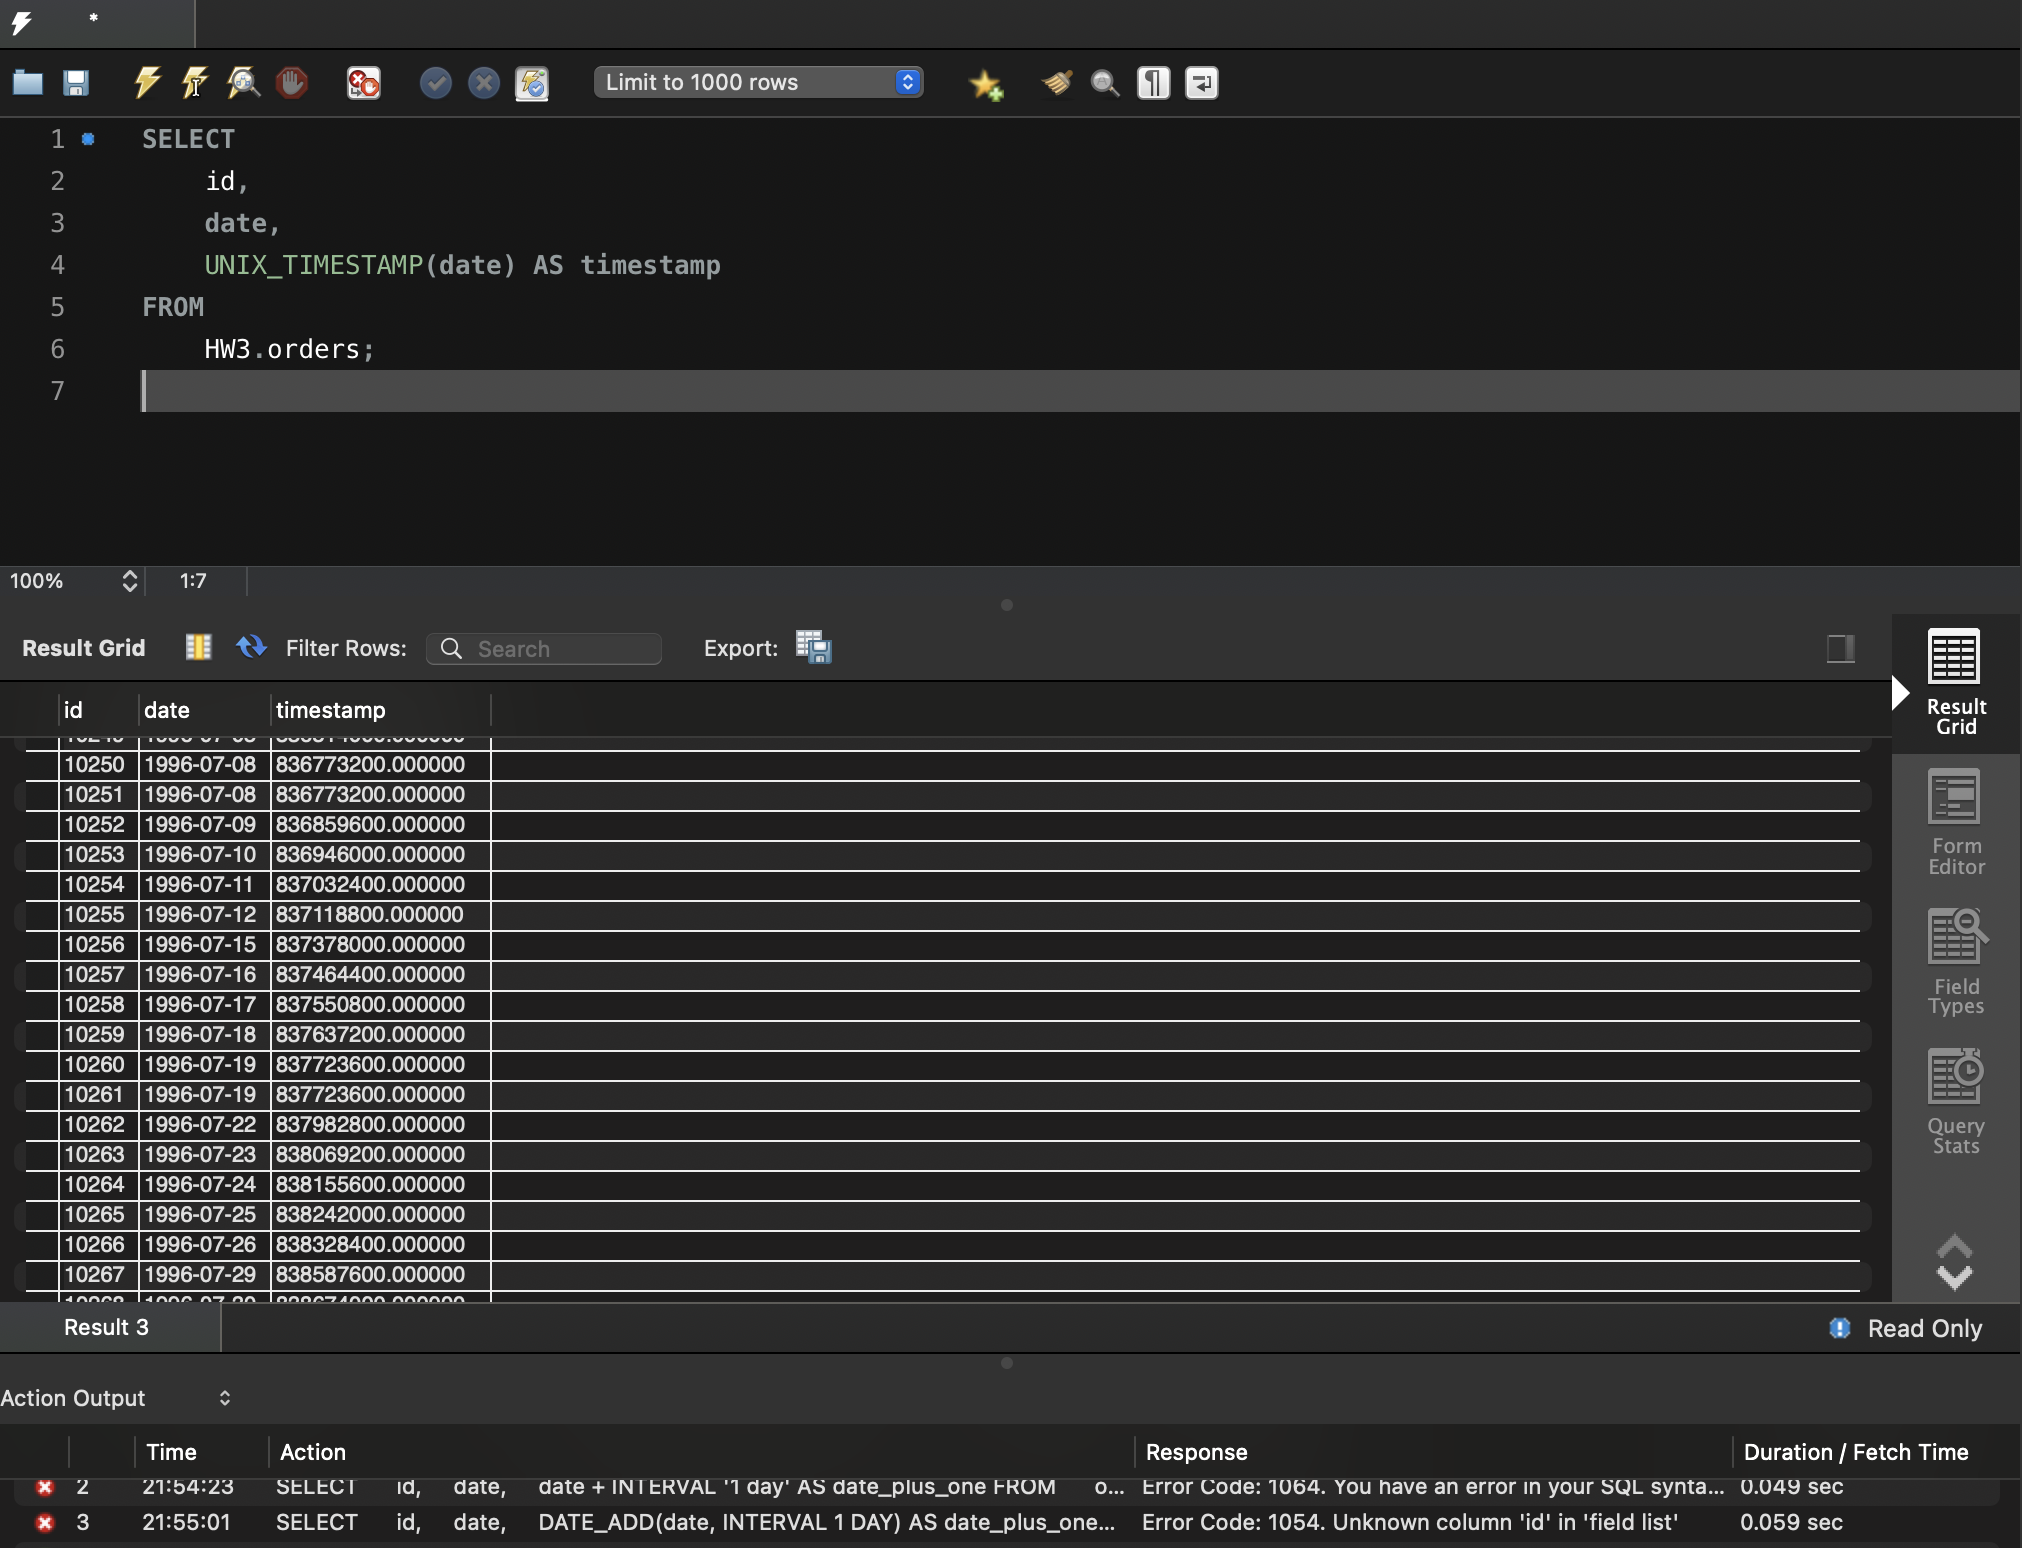 *
Limit to 1000 rows
1 SELECT
2 id,
3 date,
4 UNIX_TIMESTAMP(date) AS timestamp
5 FROM
6 HW3.orders;
7
100% 1:7
Result Grid Filter Rows: Search Export:
id date timestamp
10250 1996-07-08 836773200.000000
10251 1996-07-08 836773200.000000
10252 1996-07-09 836859600.000000
10253 1996-07-10 836946000.000000
10254 1996-07-11 837032400.000000
10255 1996-07-12 837118800.000000
10256 1996-07-15 837378000.000000
10257 1996-07-16 837464400.000000
10258 1996-07-17 837550800.000000
10259 1996-07-18 837637200.000000
10260 1996-07-19 837723600.000000
10261 1996-07-19 837723600.000000
10262 1996-07-22 837982800.000000
10263 1996-07-23 838069200.000000
10264 1996-07-24 838155600.000000
10265 1996-07-25 838242000.000000
10266 1996-07-26 838328400.000000
10267 1996-07-29 838587600.000000
Result
Grid
Form
Editor
Field
Types
Query
Stats
Result 3 Read Only
Action Output
Time Action Response Duration / Fetch Time
2 21:54:23 SELECT id, date, date + INTERVAL '1 day' AS date_plus_one FROM o... Error Code: 1064. You have an error in your SQL synta... 0.049 sec
3 21:55:01 SELECT id, date, DATE_ADD(date, INTERVAL 1 DAY) AS date_plus_one... Error Code: 1054. Unknown column 'id' in 'field list' 0.059 sec